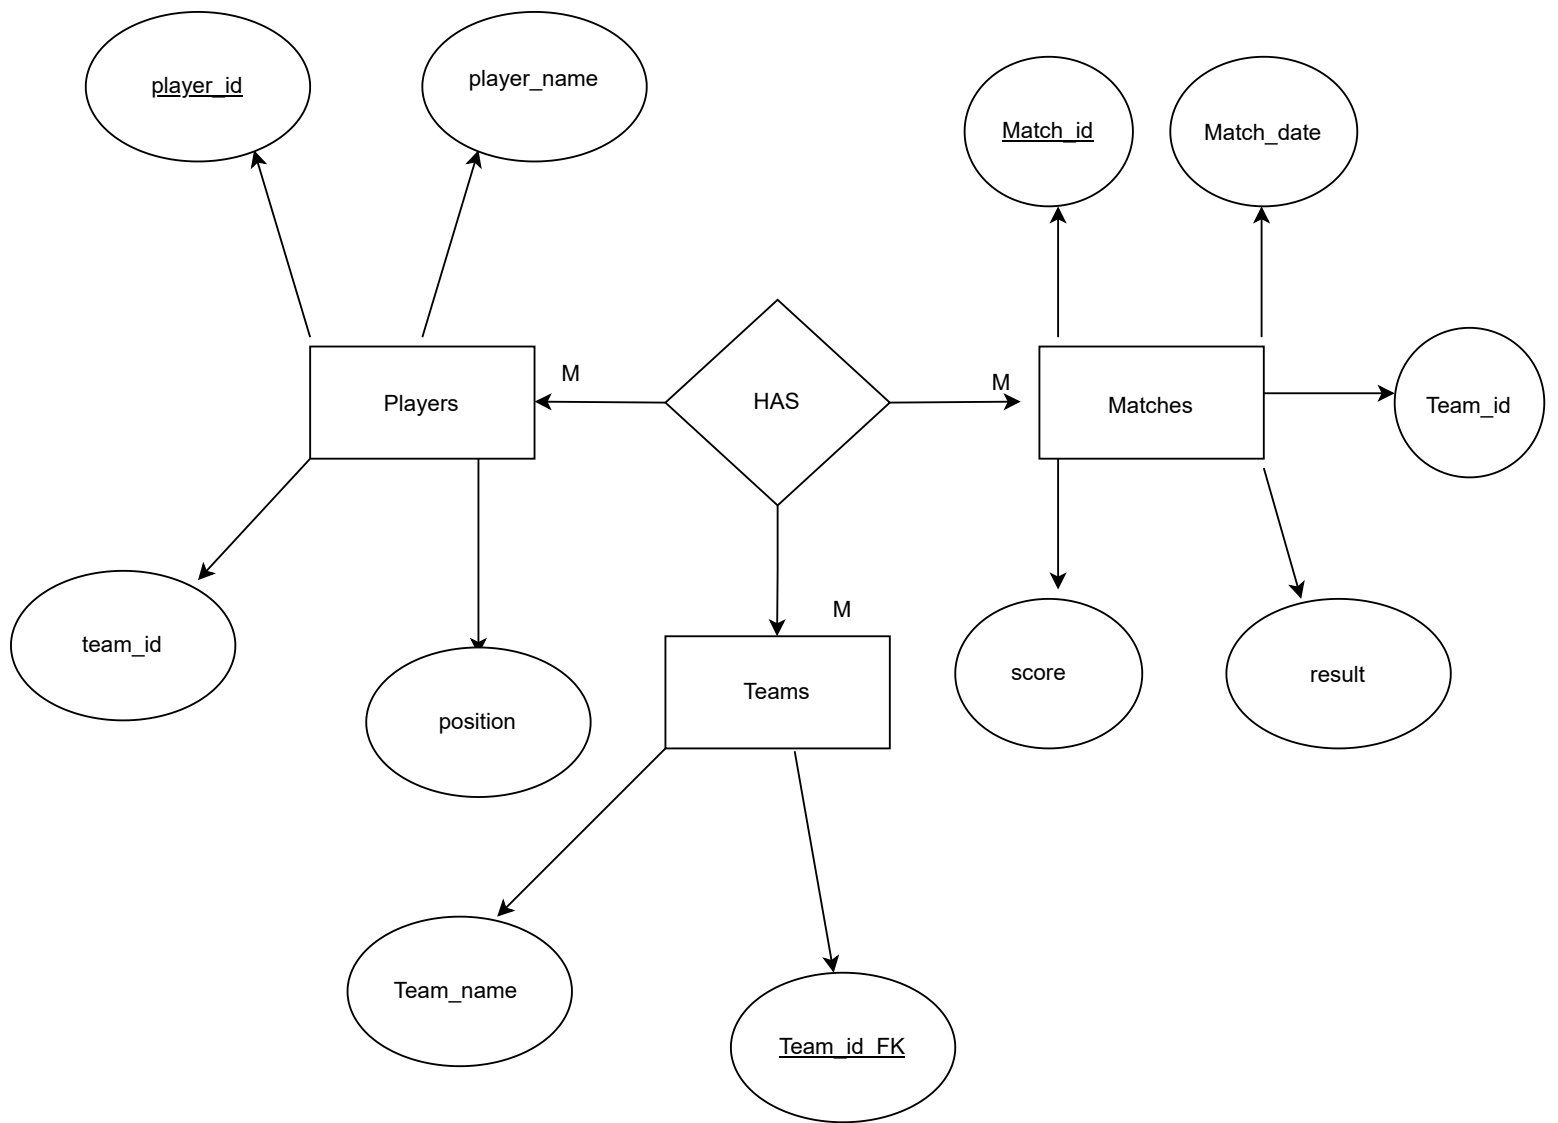 player_id
player_name
Match_id
Match_date
M
M
Players
HAS
Matches
Team_id
M
team_id
position
Teams
score
result
Team_name
Team_id_FK